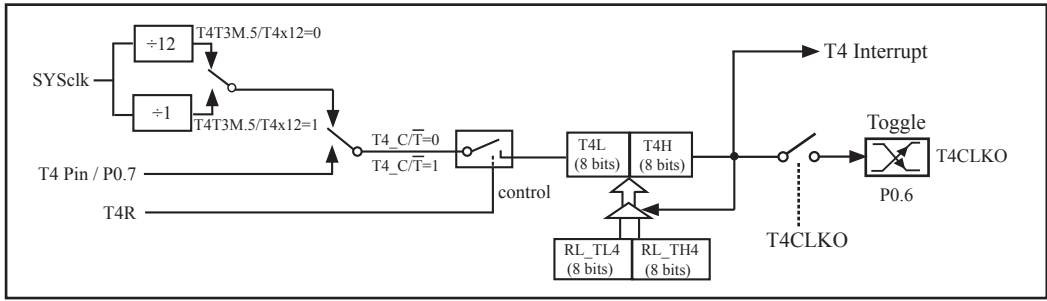 ÷12
T4T3M.5/T4x12=0
SYSclk
÷1
T4T3M.5/T4x12=1
T4 Pin / P0.7
T4R
T4_C/T̅=0
T4_C/T̅=1
control
T4L
(8 bits)
T4H
(8 bits)
RL_TL4
(8 bits)
RL_TH4
(8 bits)
T4 Interrupt
Toggle
T4CLKO
P0.6
T4CLKO